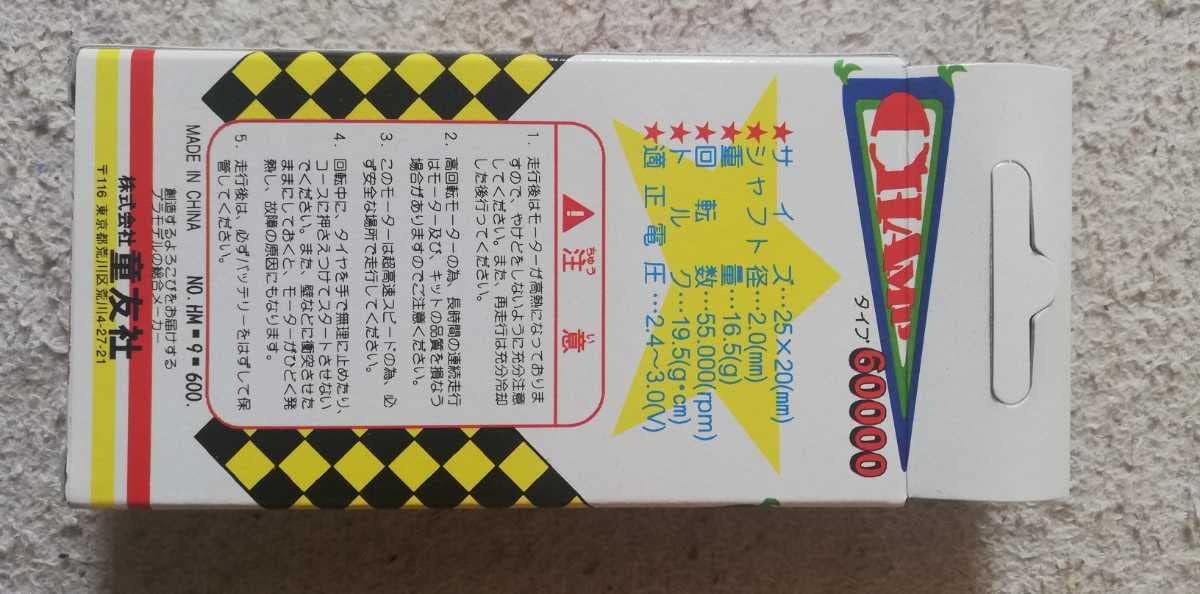 CHAMP
タイプ60000
★サイズ…25×20(mm)
★シャフト径…2.0(mm)
★重量…16.5(g)
★回転数…55.000(rpm)
★トルク…19.5(g·cm)
★適正電圧…2.4〜3.0(V)
ちゅう い
注意
1. 走行後はモーターが高熱になっておりま
すので、やけどをしないように充分注意
してください。また、再走行は充分冷却
した後行ってください。
2. 高回転モーターの為、長時間の連続走行
はモーター及び、キットの品質を損なう
場合がありますのでご注意ください。
3. このモーターは超高速スピードの為、必
ず安全な場所で走行してください。
4. 回転中に、タイヤを手で無理に止めたり、
コースに押さえつけてスタートさせない
でください。また、壁などに衝突させた
ままにしておくと、モーターがひどく発
熱し、故障の原因にもなります。
5. 走行後は、必ずバッテリーをはずして保
管してください。
MADE IN CHINA NO. HM=9=600.
創造するよろこびをお届けする
プラモデルの総合メーカー
株式会社 童友社
〒116 東京都荒川区荒川4-27-21